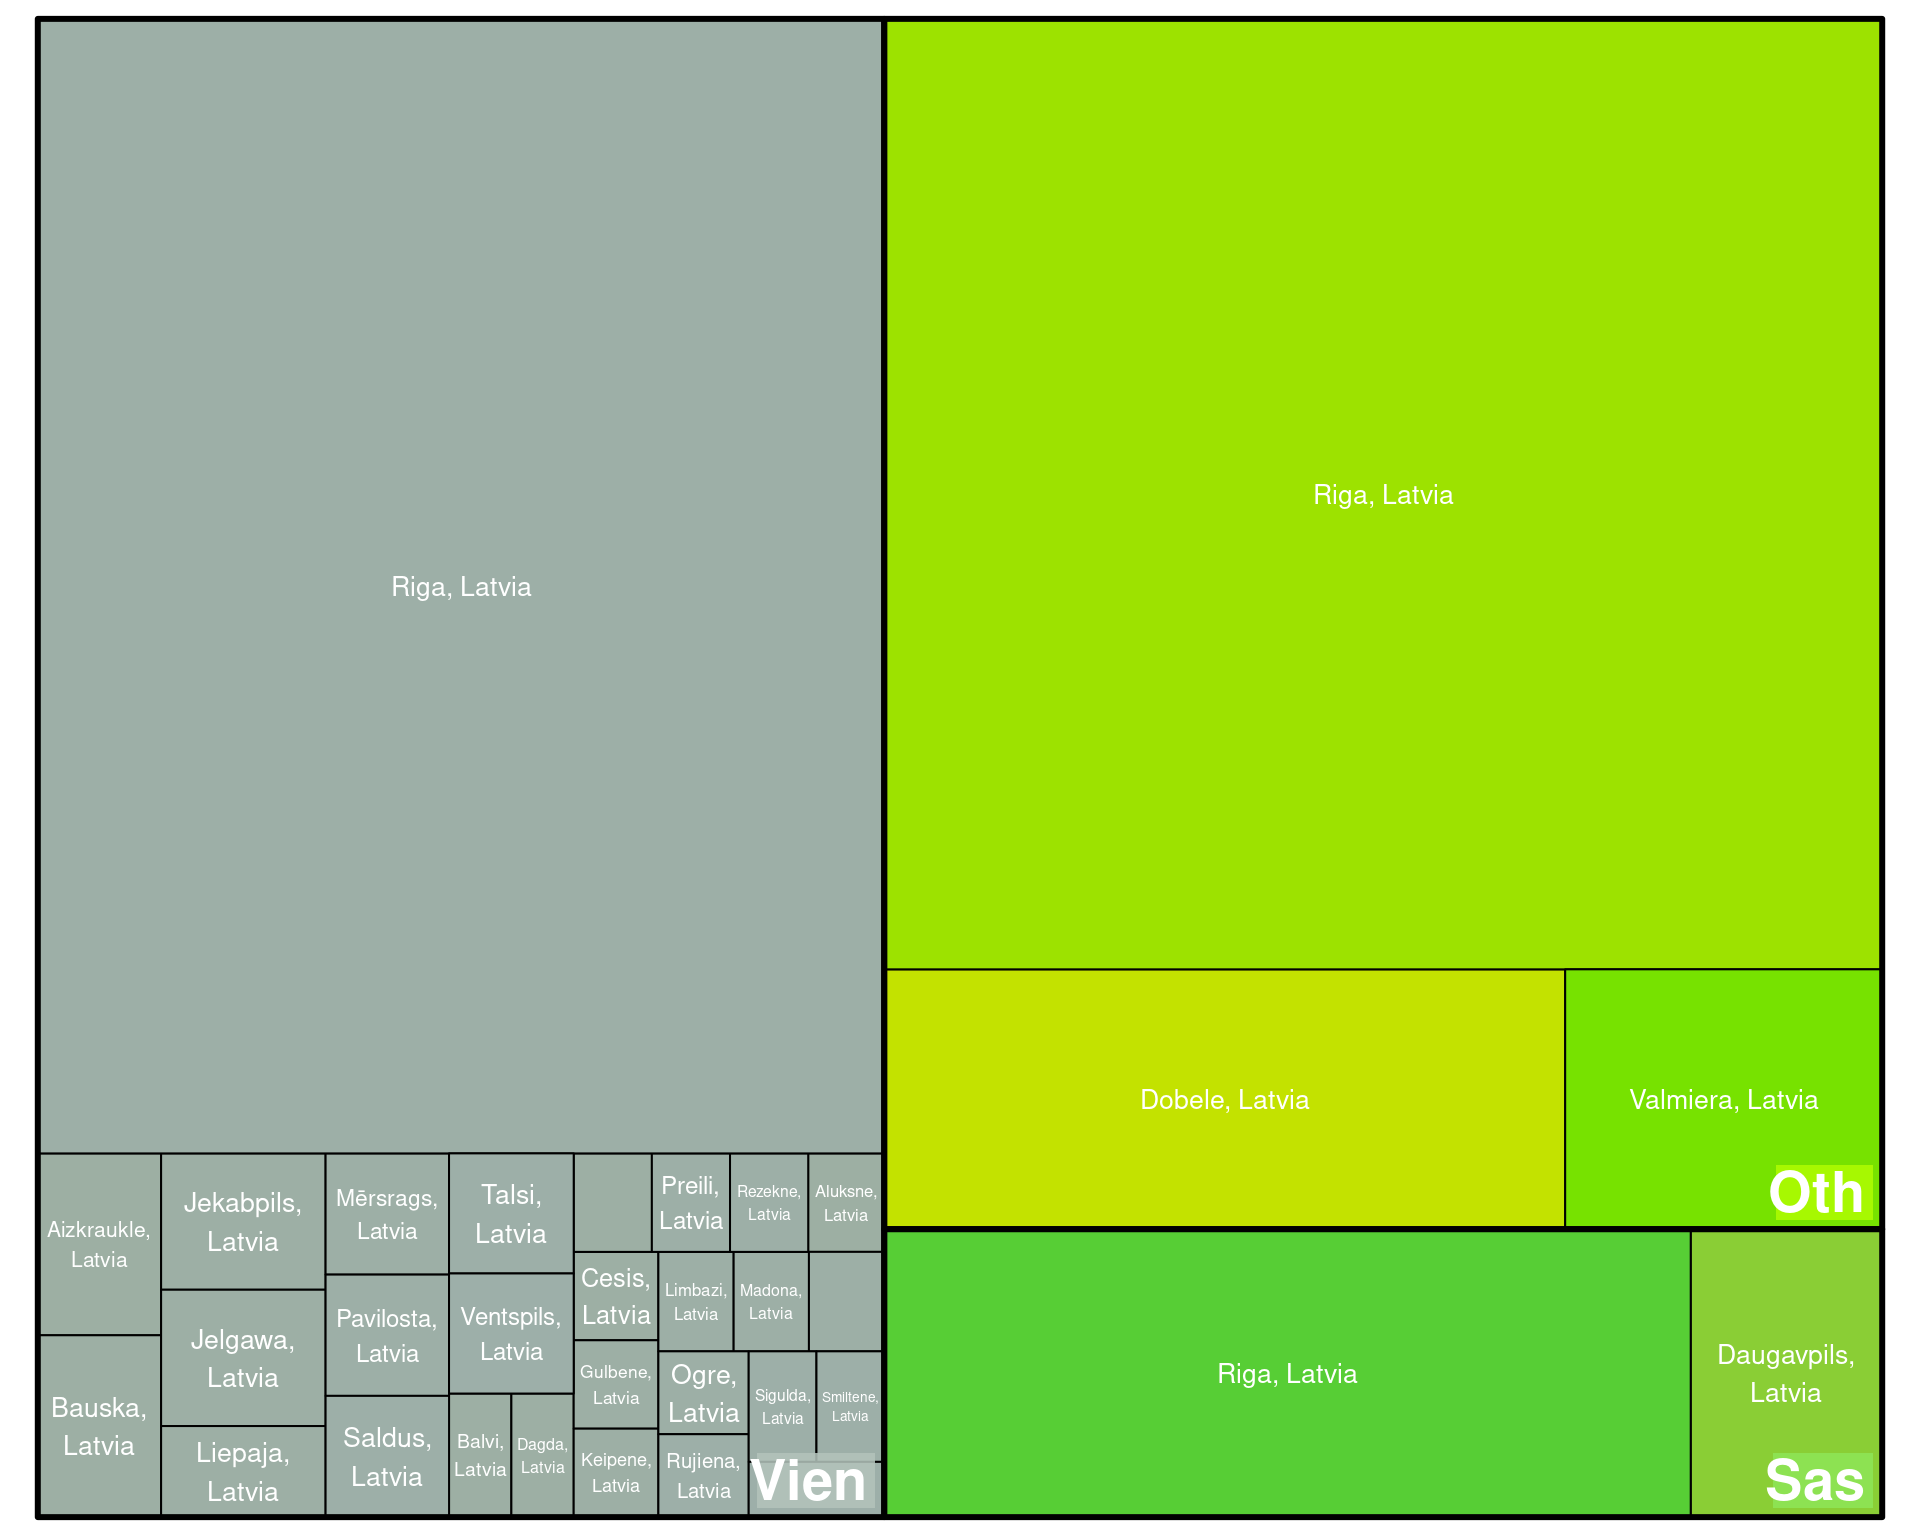 Riga, Latvia
Aizkraukle,
Latvia
Bauska,
Latvia
Jekabpils,
Latvia
Jelgawa,
Latvia
Liepaja,
Latvia
Mērsrags,
Latvia
Pavilosta,
Latvia
Saldus,
Latvia
Talsi,
Latvia
Ventspils,
Latvia
Balvi,
Latvia
Dagda,
Latvia
Preili,
Latvia
Rezekne,
Latvia
Aluksne,
Latvia
Cesis,
Latvia
Gulbene,
Latvia
Keipene,
Latvia
Limbazi,
Latvia
Madona,
Latvia
Ogre,
Latvia
Rujiena,
Latvia
Sigulda,
Latvia
Smiltene,
Latvia
Vien
Riga, Latvia
Dobele, Latvia
Valmiera, Latvia
Oth
Riga, Latvia
Daugavpils,
Latvia
Sas